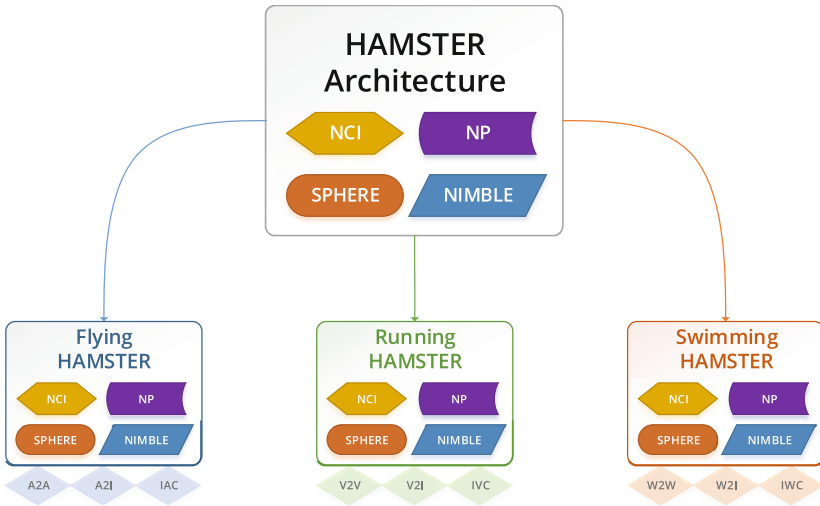 HAMSTER
Architecture
NCI NP
SPHERE NIMBLE
Flying
HAMSTER
NCI NP
SPHERE NIMBLE
A2A A2I IAC
Running
HAMSTER
NCI NP
SPHERE NIMBLE
V2V V2I IVC
Swimming
HAMSTER
NCI NP
SPHERE NIMBLE
W2W W2I IWC